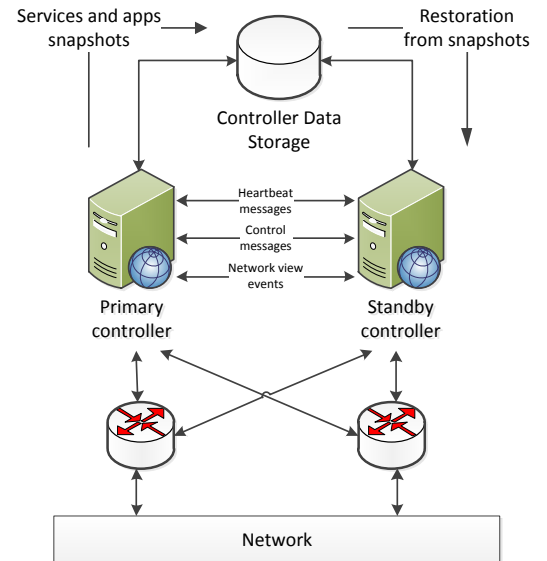 Services and apps
snapshots
Restoration
from snapshots
Controller Data
Storage
Heartbeat
messages
Control
messages
Network view
events
Primary
controller
Standby
controller
Network